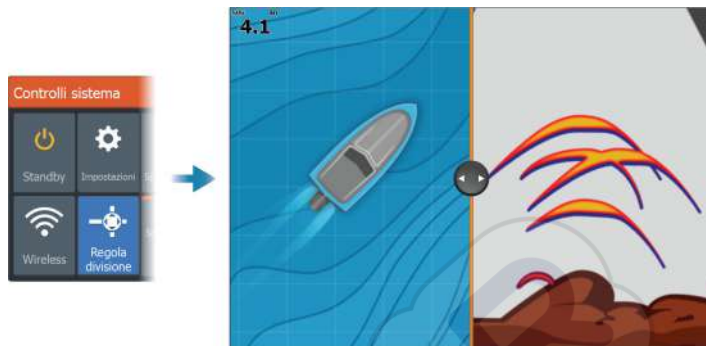 Controlli sistema
Standby
Impostazioni
Wireless
Regola
divisione
4.1